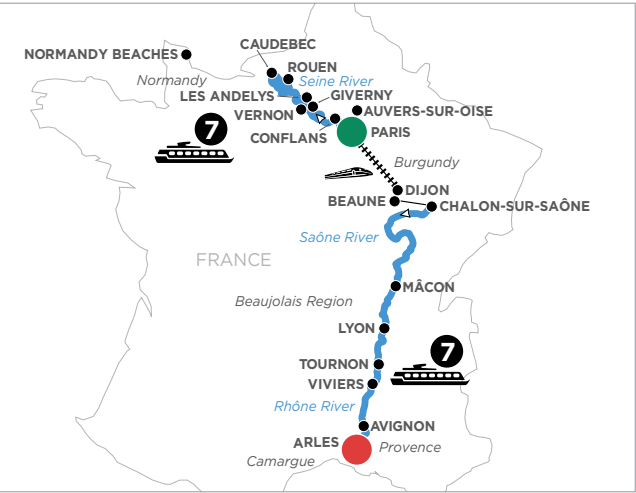 CAUDEBEC
NORMANDY BEACHES
ROUEN
Normandy
Seine River
LES ANDELYS
GIVERNY
VERNON
AUVERS-SUR-OISE
7
CONFLANS
PARIS
Burgundy
DIJON
BEAUNE
CHALON-SUR-SAÔNE
Saône River
FRANCE
MÂCON
Beaujolais Region
LYON
7
TOURNON
VIVIERS
Rhône River
AVIGNON
ARLES
Provence
Camargue